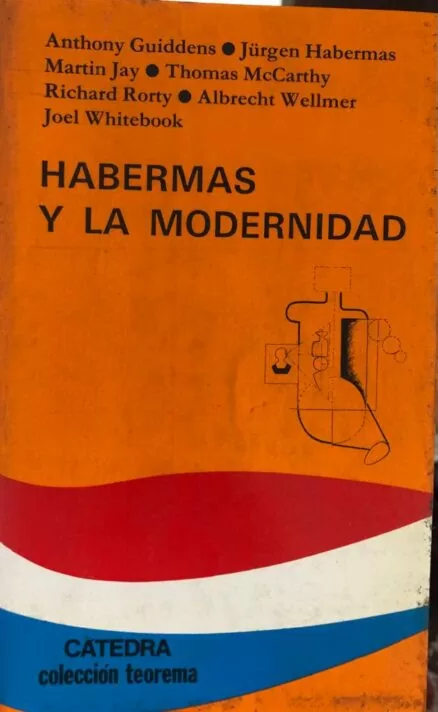 Anthony Guiddens ● Jürgen Habermas
Martin Jay ● Thomas McCarthy
Richard Rorty ● Albrecht Wellmer
Joel Whitebook
HABERMAS
Y LA MODERNIDAD
CATEDRA
colección teorema